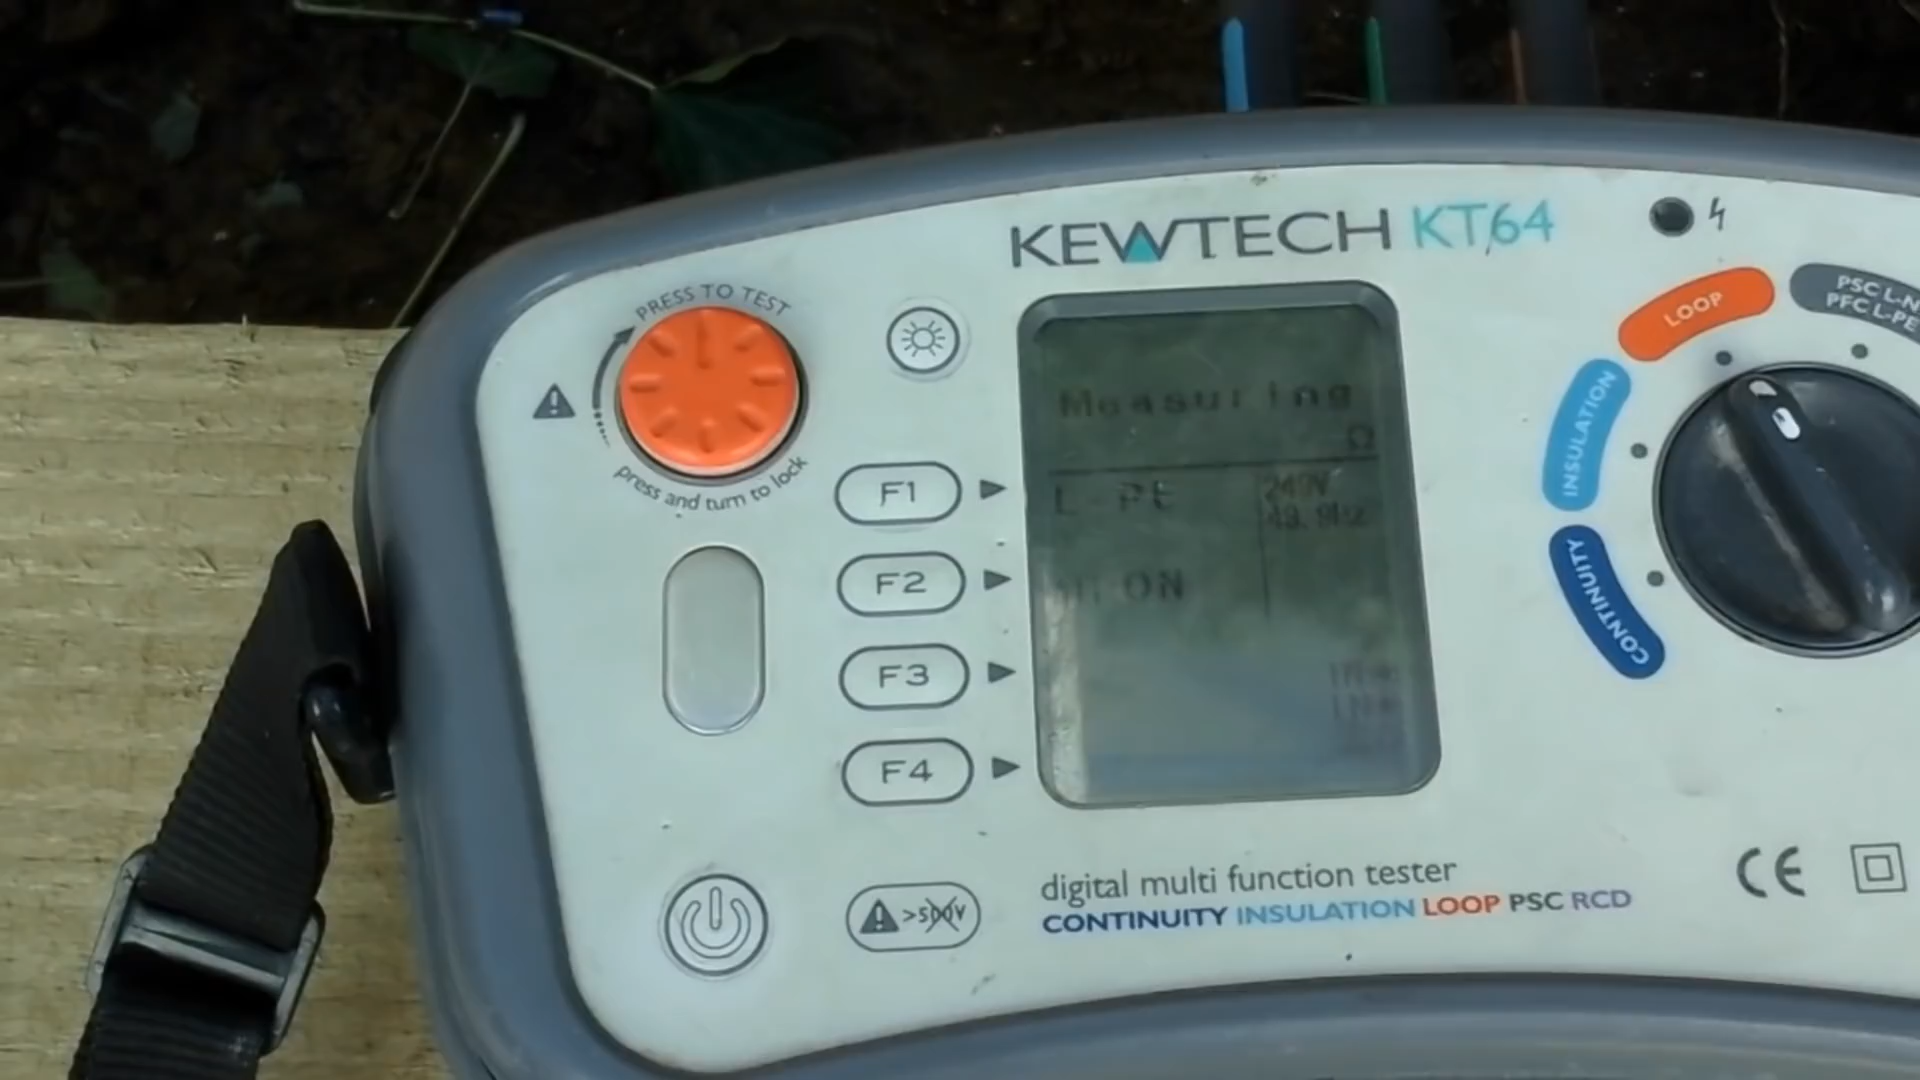 KEWTECH KT64
PRESS TO TEST
press and turn to lock
LOOP
PSC L-N
PFC L-PE
INSULATION
CONTINUITY
Measuring
Ω
L-PE
ON
F1
F2
F3
F4
>500V
digital multi function tester
CONTINUITY INSULATION LOOP PSC RCD
CE